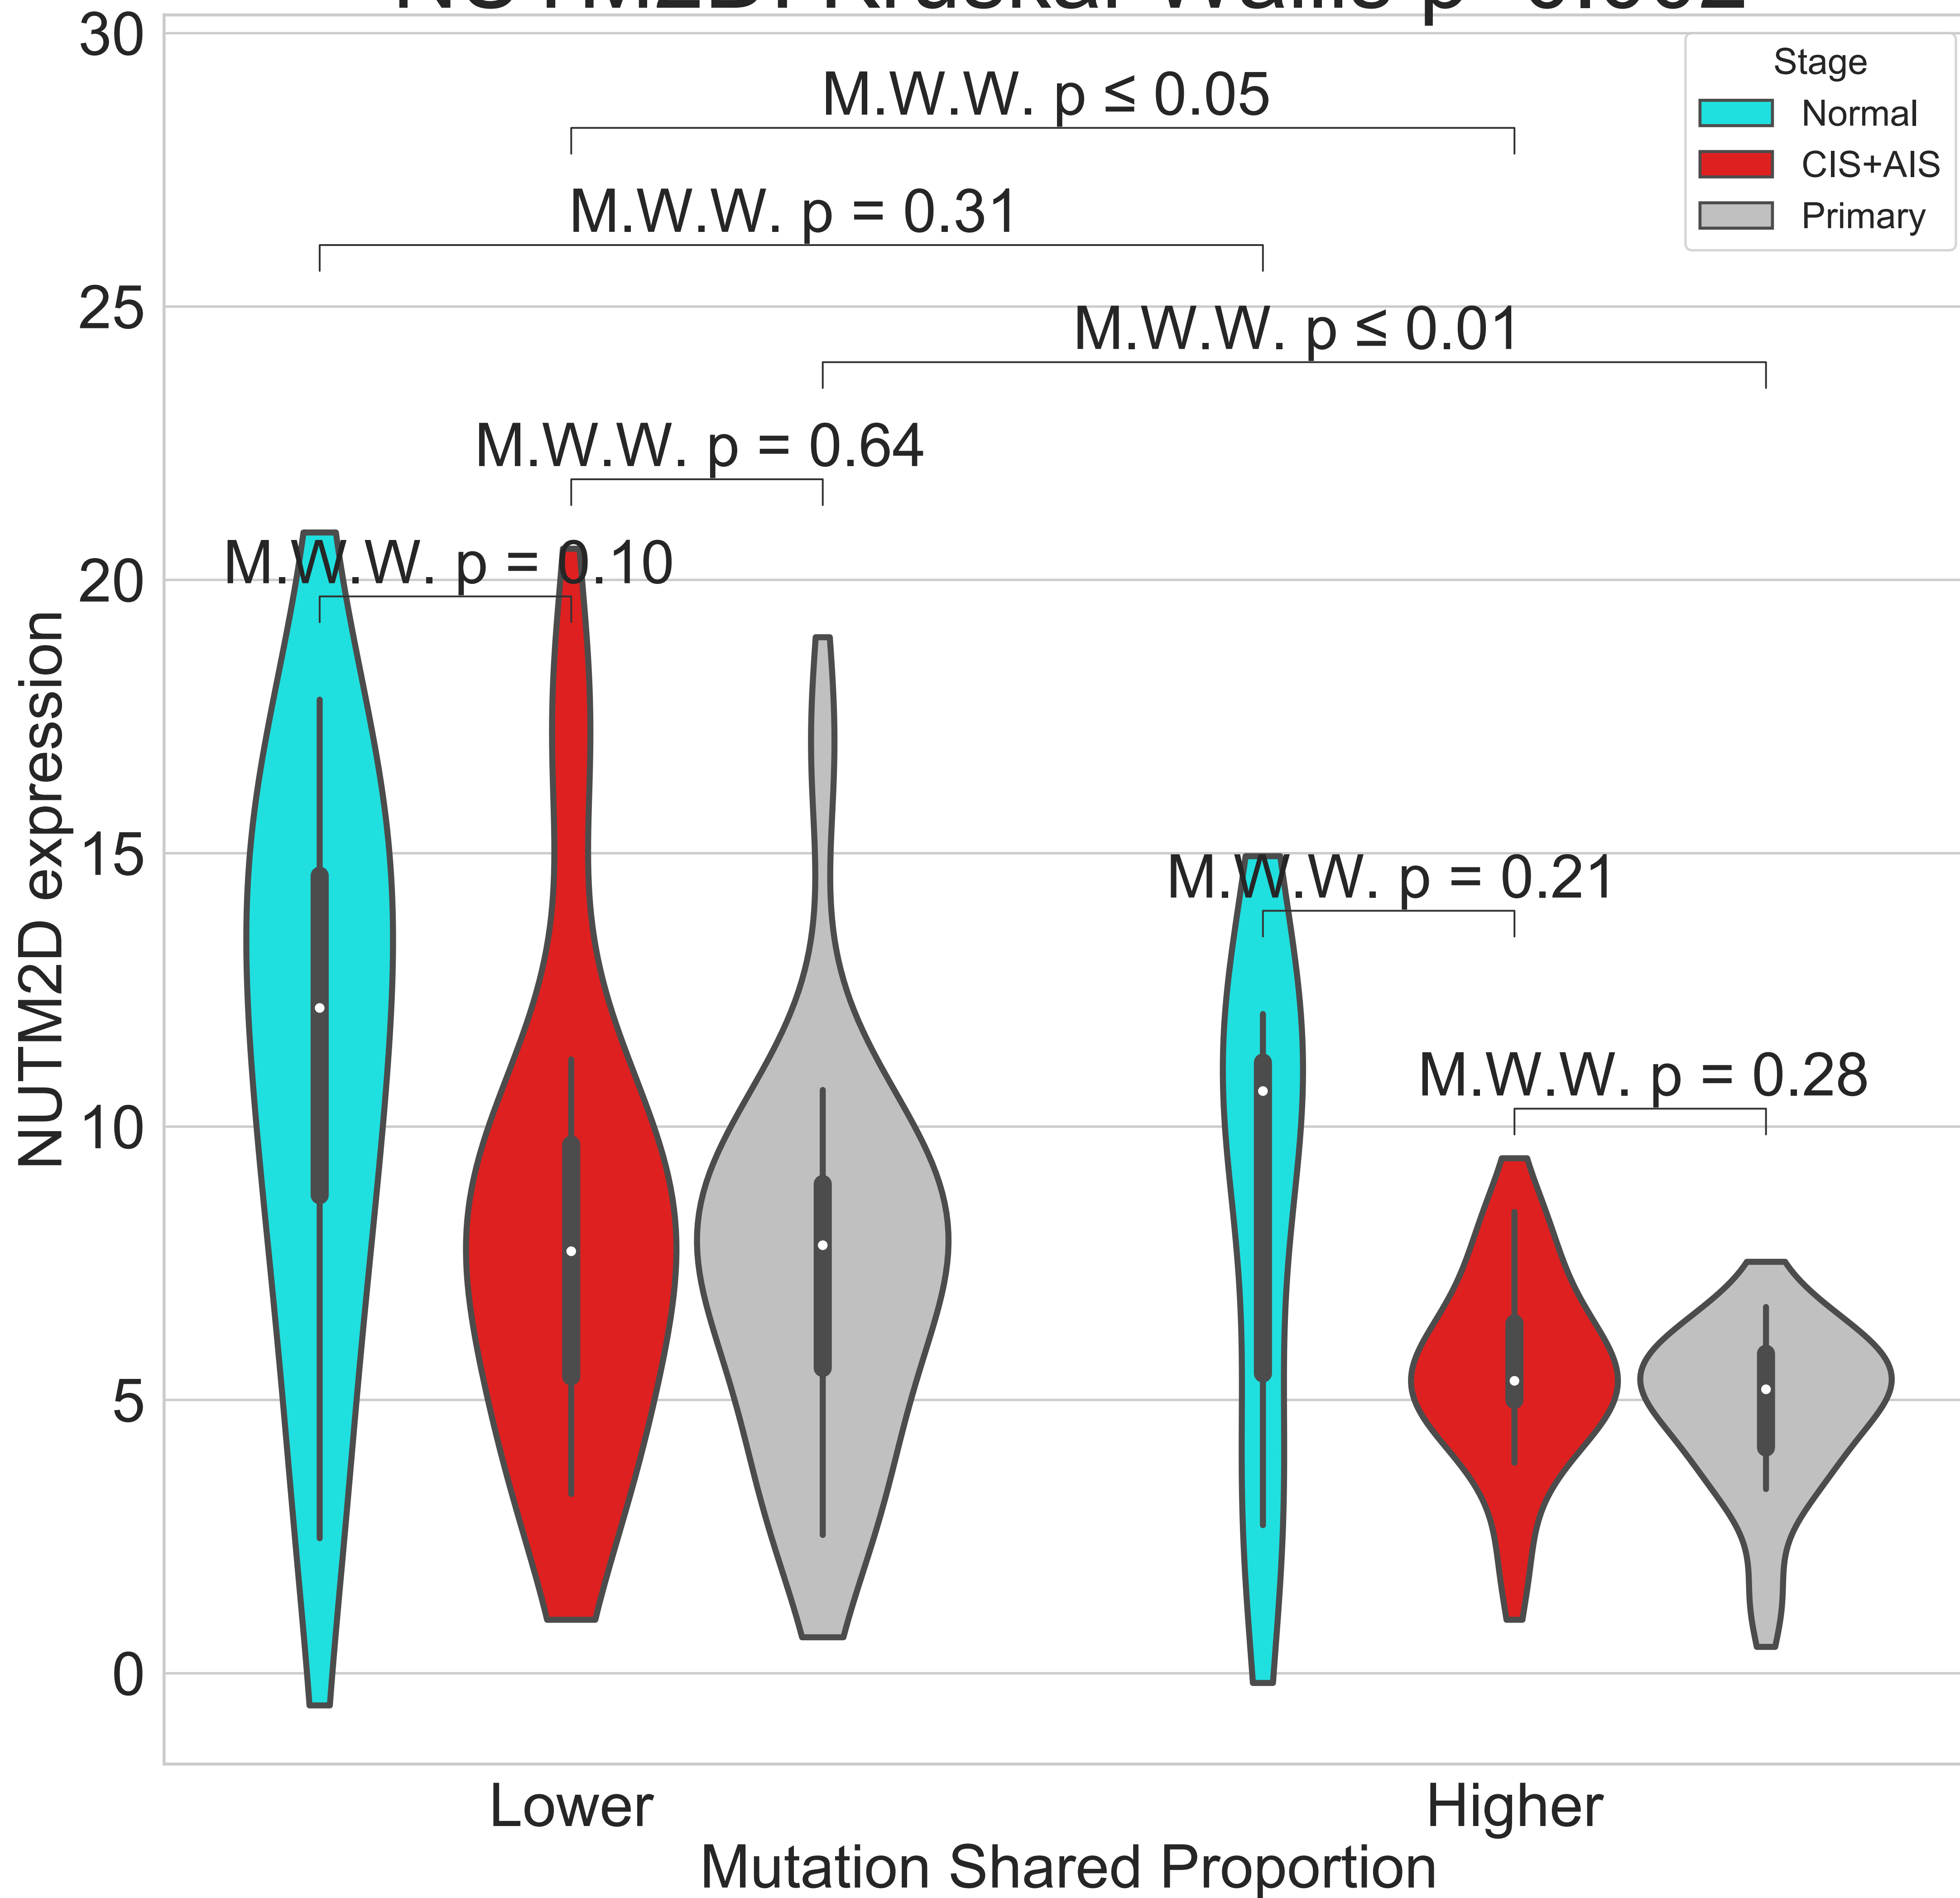 30
M.W.W. p ≤ 0.05
M.W.W. p = 0.31
25
M.W.W. p ≤ 0.01
M.W.W. p = 0.64
M.W.W. p = 0.10
20
15
M.W.W. p = 0.21
10
M.W.W. p = 0.28
5
0
NUTM2D expression
Lower
Higher
Mutation Shared Proportion
Stage
Normal
CIS+AIS
Primary